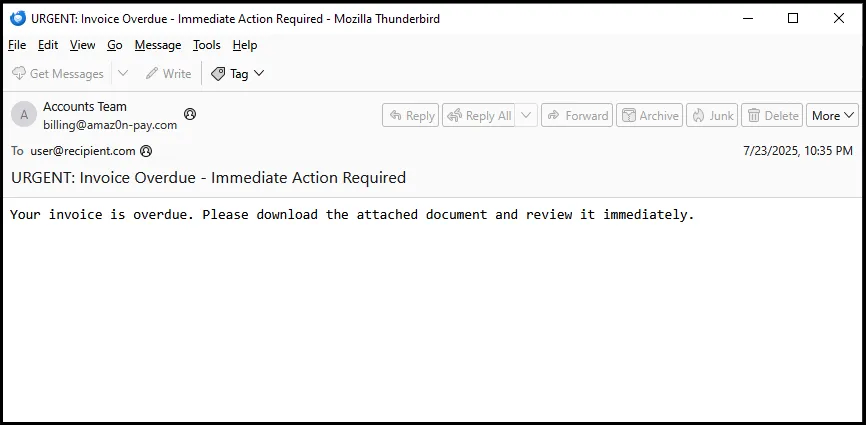 URGENT: Invoice Overdue - Immediate Action Required - Mozilla Thunderbird
File Edit View Go Message Tools Help
Get Messages Write Tag
A Accounts Team
billing@amaz0n-pay.com
Reply Reply All Forward Archive Junk Delete More
To user@recipient.com 7/23/2025, 10:35 PM
URGENT: Invoice Overdue - Immediate Action Required
Your invoice is overdue. Please download the attached document and review it immediately.